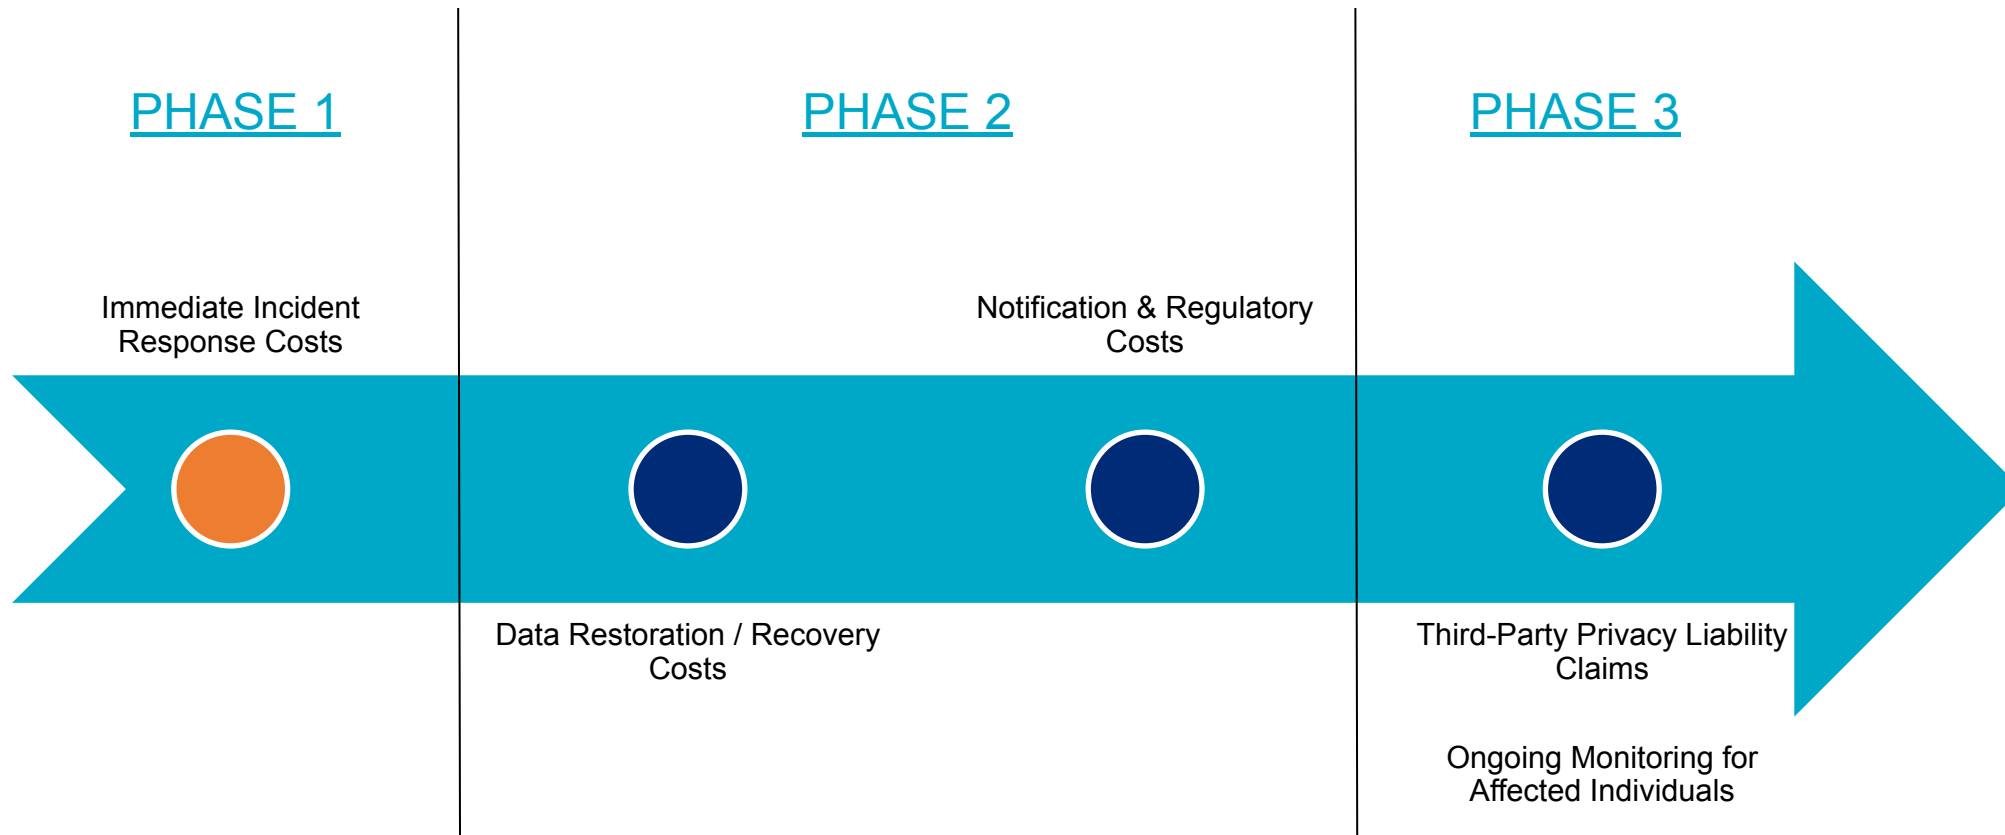 PHASE 1
PHASE 2
PHASE 3
Immediate Incident
Response Costs
Notification & Regulatory
Costs
Data Restoration / Recovery
Costs
Third-Party Privacy Liability
Claims
Ongoing Monitoring for
Affected Individuals